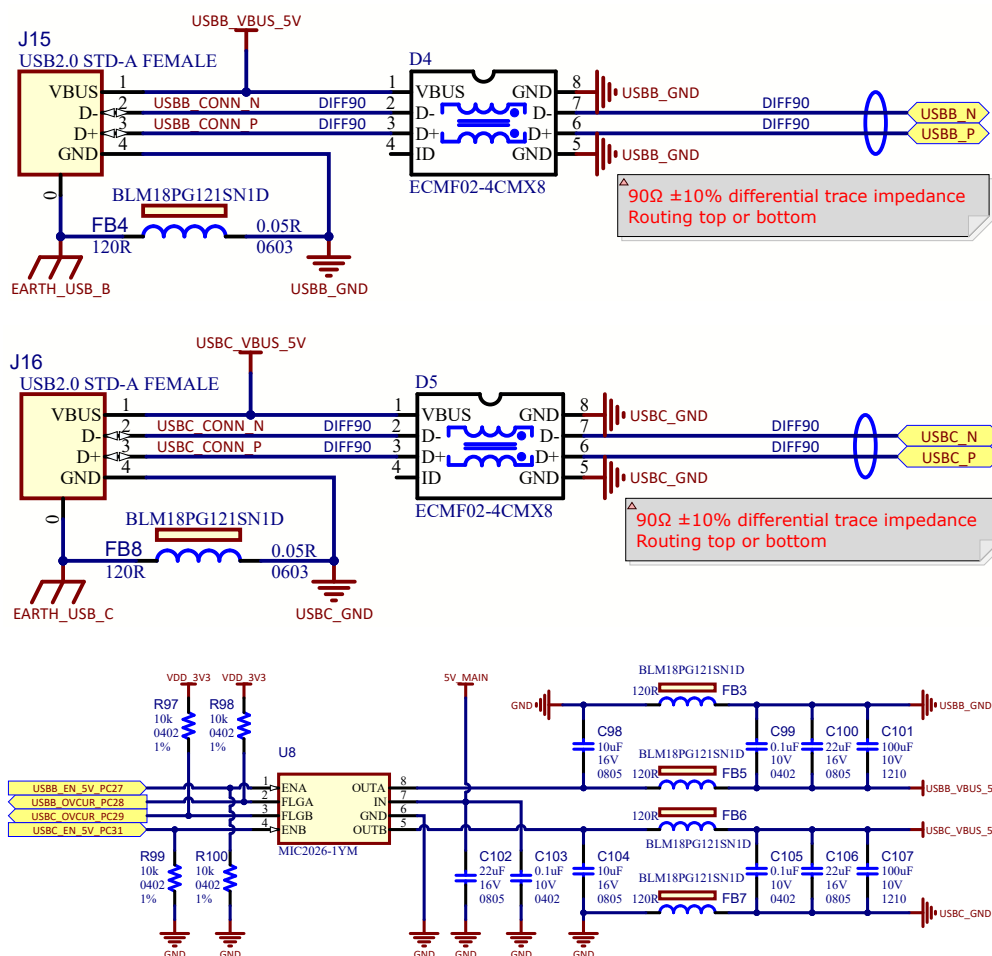 USBB_VBUS_5V
J15
USB2.0 STD-A FEMALE
VBUS 1
D- 2
D+ 3
GND 4
0
USBB_CONN_N DIFF90
USBB_CONN_P DIFF90
D4
1 VBUS GND 8
2 D- D- 7
3 D+ D+ 6
4 ID GND 5
ECMF02-4CMX8
USBB_GND
USBB_GND
DIFF90
DIFF90
USBB_N
USBB_P
90Ω ±10% differential trace impedance
Routing top or bottom
BLM18PG121SN1D
FB4 0.05R
120R 0603
EARTH_USB_B
USBB_GND
USBC_VBUS_5V
J16
USB2.0 STD-A FEMALE
VBUS 1
D- 2
D+ 3
GND 4
0
USBC_CONN_N DIFF90
USBC_CONN_P DIFF90
D5
1 VBUS GND 8
2 D- D- 7
3 D+ D+ 6
4 ID GND 5
ECMF02-4CMX8
USBC_GND
USBC_GND
DIFF90
DIFF90
USBC_N
USBC_P
90Ω ±10% differential trace impedance
Routing top or bottom
BLM18PG121SN1D
FB8 0.05R
120R 0603
EARTH_USB_C
USBC_GND
VDD_3V3 VDD_3V3
R97
10k
0402
1%
R98
10k
0402
1%
USBB_EN_5V_PC27
USBB_OVCUR_PC28
USBC_OVCUR_PC29
USBC_EN_5V_PC31
U8
1 ENA OUTA 8
2 FLGA IN 7
3 FLGB GND 6
4 ENB OUTB 5
MIC2026-1YM
R99
10k
0402
1%
R100
10k
0402
1%
GND
GND
5V_MAIN
GND
BLM18PG121SN1D
120R FB3
USBB_GND
C98
10uF
16V
0805
C99
0.1uF
10V
0402
C100
22uF
16V
0805
C101
100uF
10V
1210
BLM18PG121SN1D
120R FB5
USBB_VBUS_5
120R FB6
BLM18PG121SN1D
USBC_VBUS_5
C102
22uF
16V
0805
C103
0.1uF
10V
0402
C104
10uF
16V
0805
C105
0.1uF
10V
0402
C106
22uF
16V
0805
C107
100uF
10V
1210
BLM18PG121SN1D
120R FB7
USBC_GND
GND
GND
GND
GND